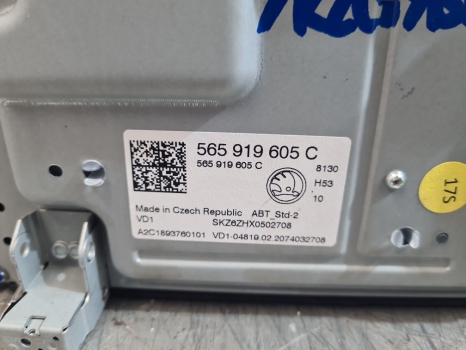 565 919 605 C
565 919 605 C
8130
H53
10
Made in Czech Republic ABT_Std-2
VD1 SKZ6ZHX0502708
A2C1893760101 VD1-04819.02.2074032708
17S